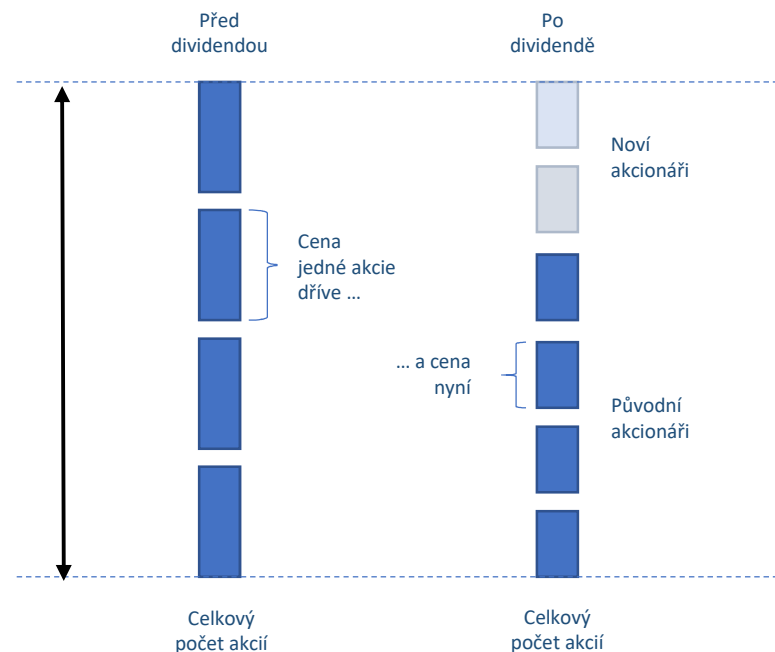 Před
dividendou
Po
dividendě
Noví
akcionáři
Cena
jedné akcie
dříve ...
... a cena
nyní
Původní
akcionáři
Celkový
počet akcií
Celkový
počet akcií